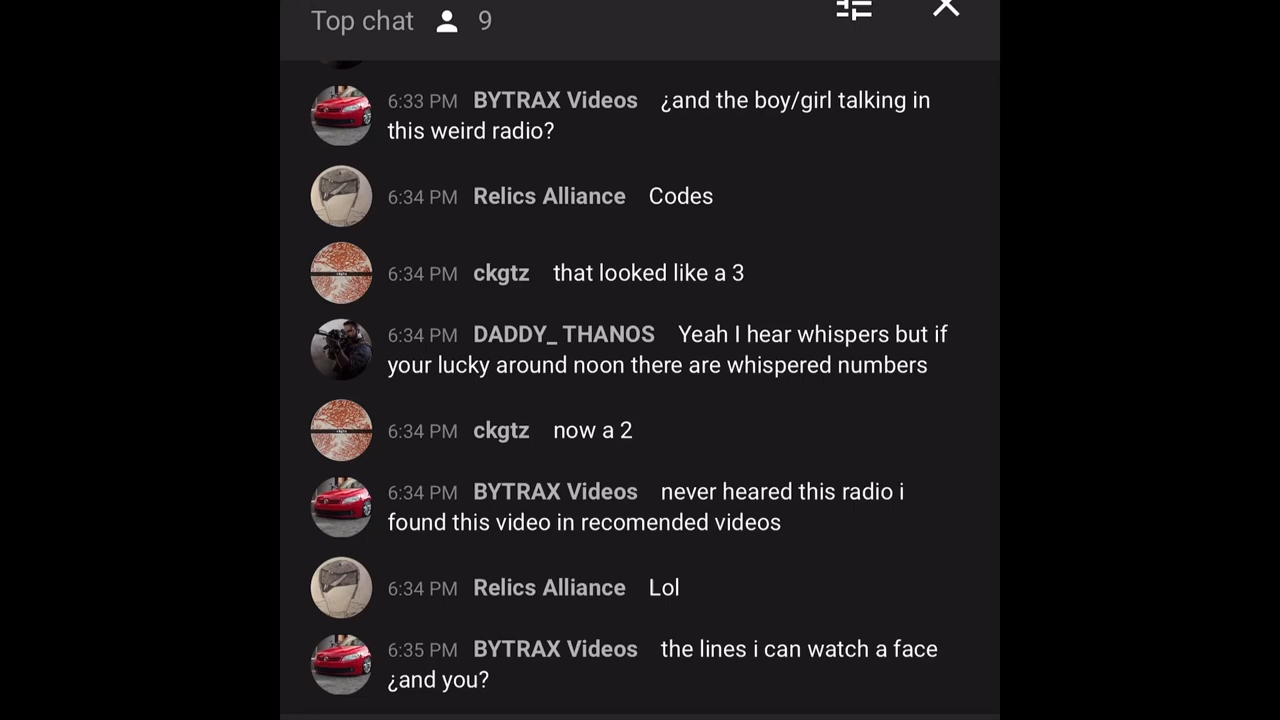 Top chat 9
6:33 PM BYTRAX Videos ¿and the boy/girl talking in
this weird radio?
6:34 PM Relics Alliance Codes
6:34 PM ckgtz that looked like a 3
6:34 PM DADDY_ THANOS Yeah I hear whispers but if
your lucky around noon there are whispered numbers
6:34 PM ckgtz now a 2
6:34 PM BYTRAX Videos never heared this radio i
found this video in recomended videos
6:34 PM Relics Alliance Lol
6:35 PM BYTRAX Videos the lines i can watch a face
¿and you?